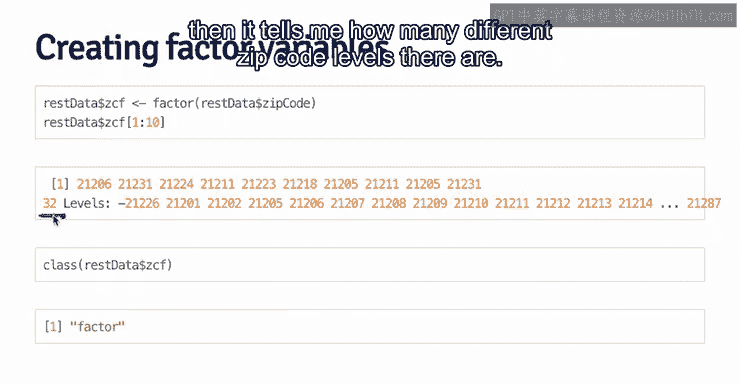 then it tells me how many different
zip code levels there are.
Creating factor variables
restData$zcf <- factor(restData$zipCode)
restData$zcf[1:10]
[1] 21206 21231 21224 21211 21223 21218 21205 21211 21205 21231
32 Levels: -21226 21201 21202 21205 21206 21207 21208 21209 21210 21211 21212 21213 21214 ... 21287
class(restData$zcf)
[1] "factor"